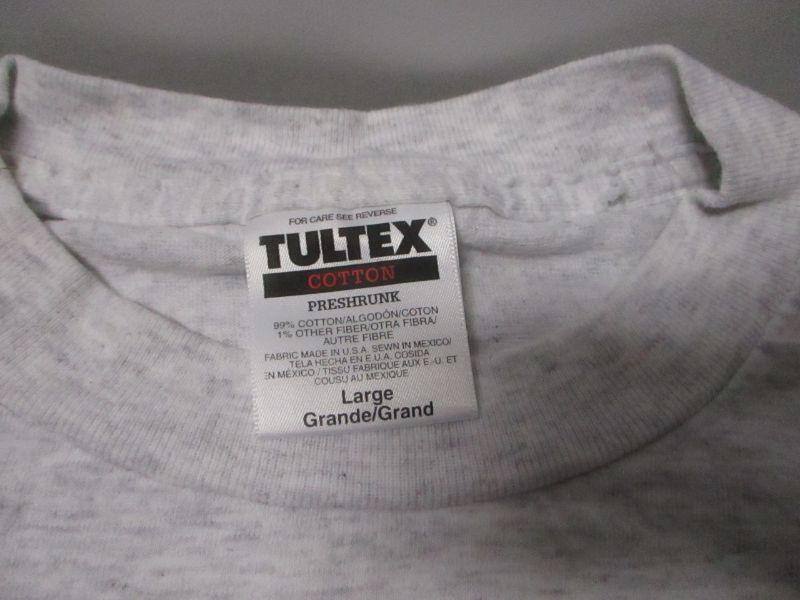 FOR CARE SEE REVERSE
TULTEX®
COTTON
PRESHRUNK
99% COTTON/ALGODÓN/COTON
1% OTHER FIBER/OTRA FIBRA/
AUTRE FIBRE
FABRIC MADE IN U.S.A. SEWN IN MEXICO/
TELA HECHA EN E.U.A. COSIDA
EN MÉXICO / TISSU FABRIQUE AUX E.-U. ET
COUSU AU MEXIQUE
Large
Grande/Grand